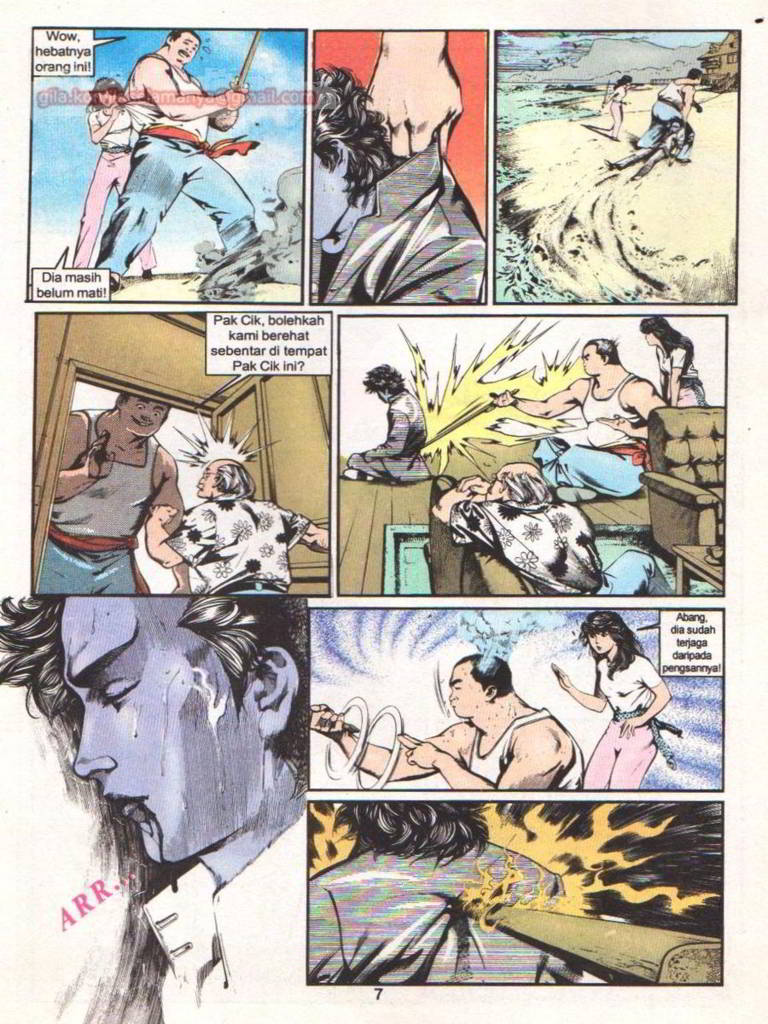 Wow,
hebatnya
orang ini!
Dia masih
belum mati!
Pak Cik, bolehkah
kami berehat
sebentar di tempat
Pak Cik ini?
Abang,
dia sudah
terjaga
daripada
pengsannya!
ARR...
7